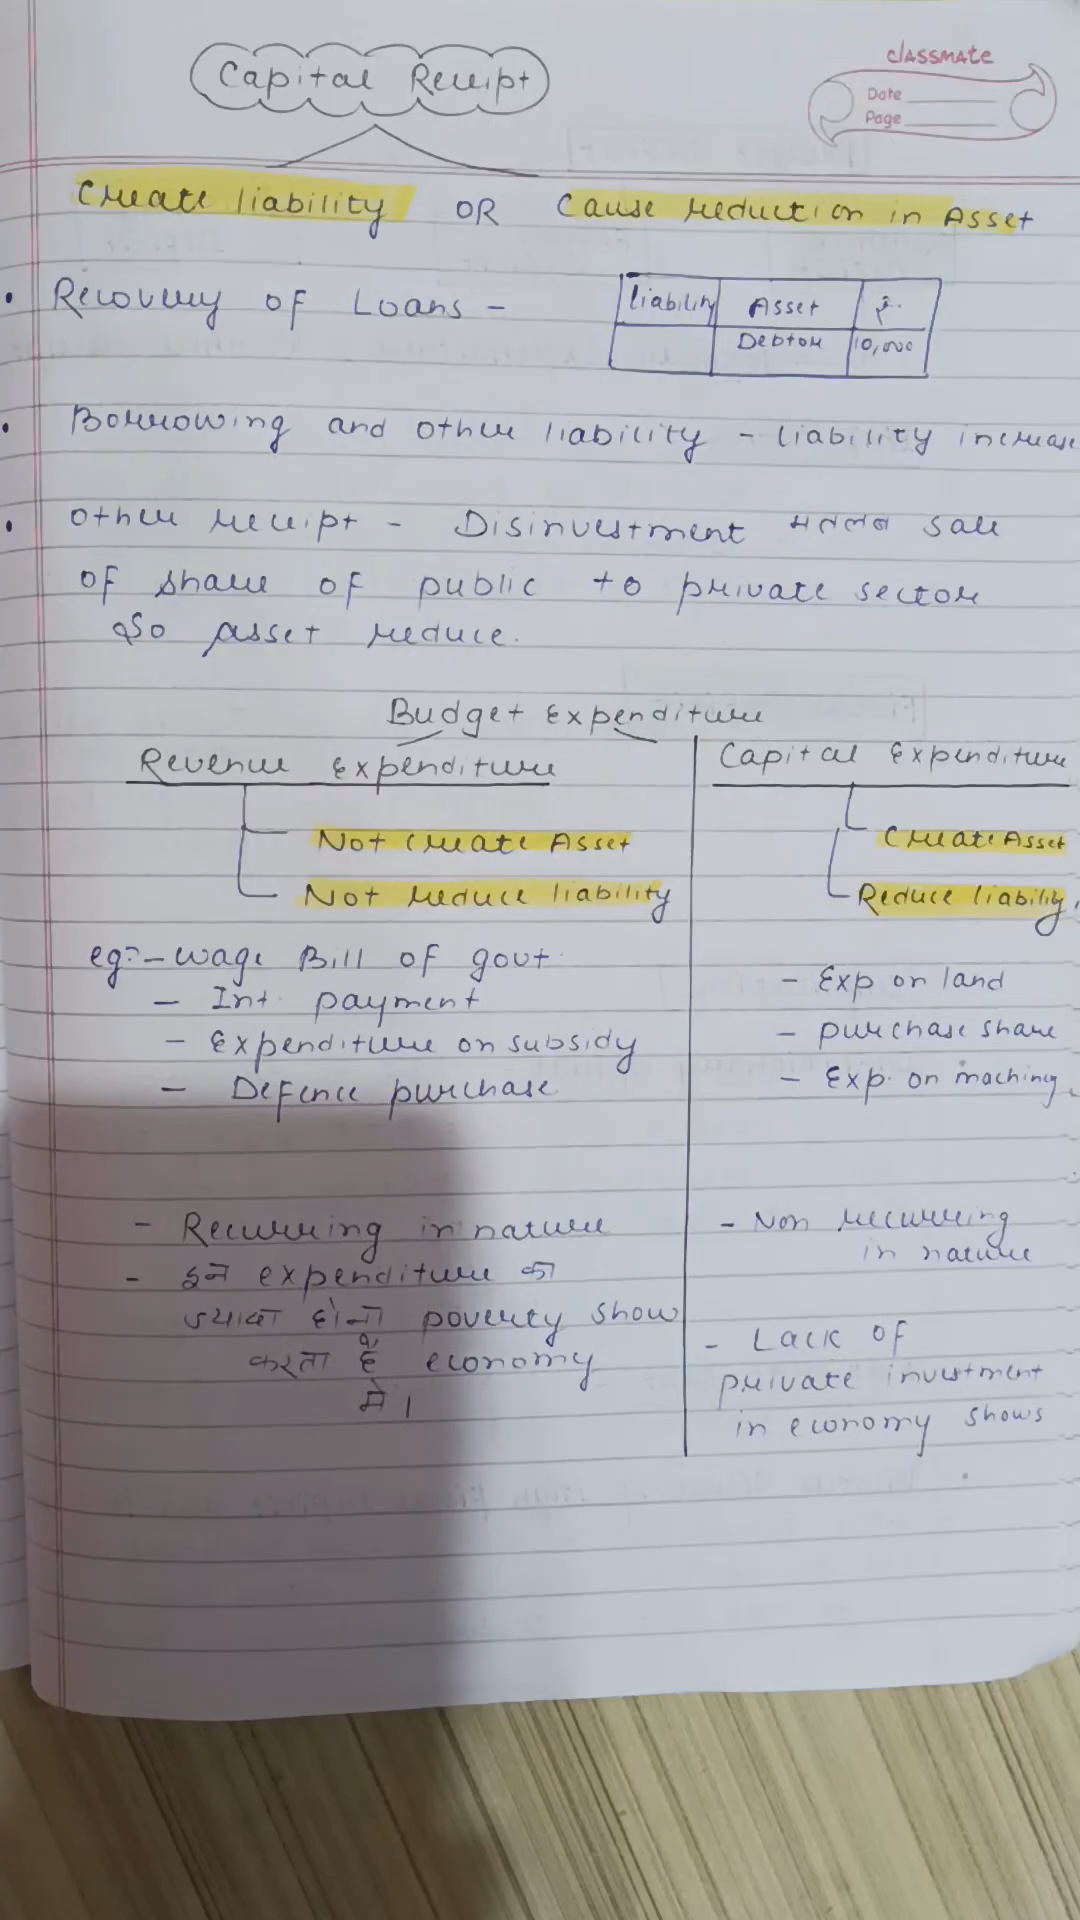 Capital Receipt
classmate
Date
Page
Create liability OR Cause reduction in Asset
• Recovery of Loans -
liability Asset ₹
Debtor 10,000
• Borrowing and other liability - liability increase
• Other receipt - Disinvestment मतलब sale
of share of public to private sector
So asset reduce.
Budget Expenditure
Revenue Expenditure
Not create Asset
Not reduce liability
eg:- wage Bill of govt.
- Int. payment
- Expenditure on subsidy
- Defence purchase
- Recurring in nature
- इन expenditure का
ज्यादा होना poverty show
करता है economy
मे।
Capital Expenditure
Create Asset
Reduce liability.
- Exp on land
- purchase share
- Exp. on maching.
- Non recurring
in nature
- Lack of
private investment
in economy shows